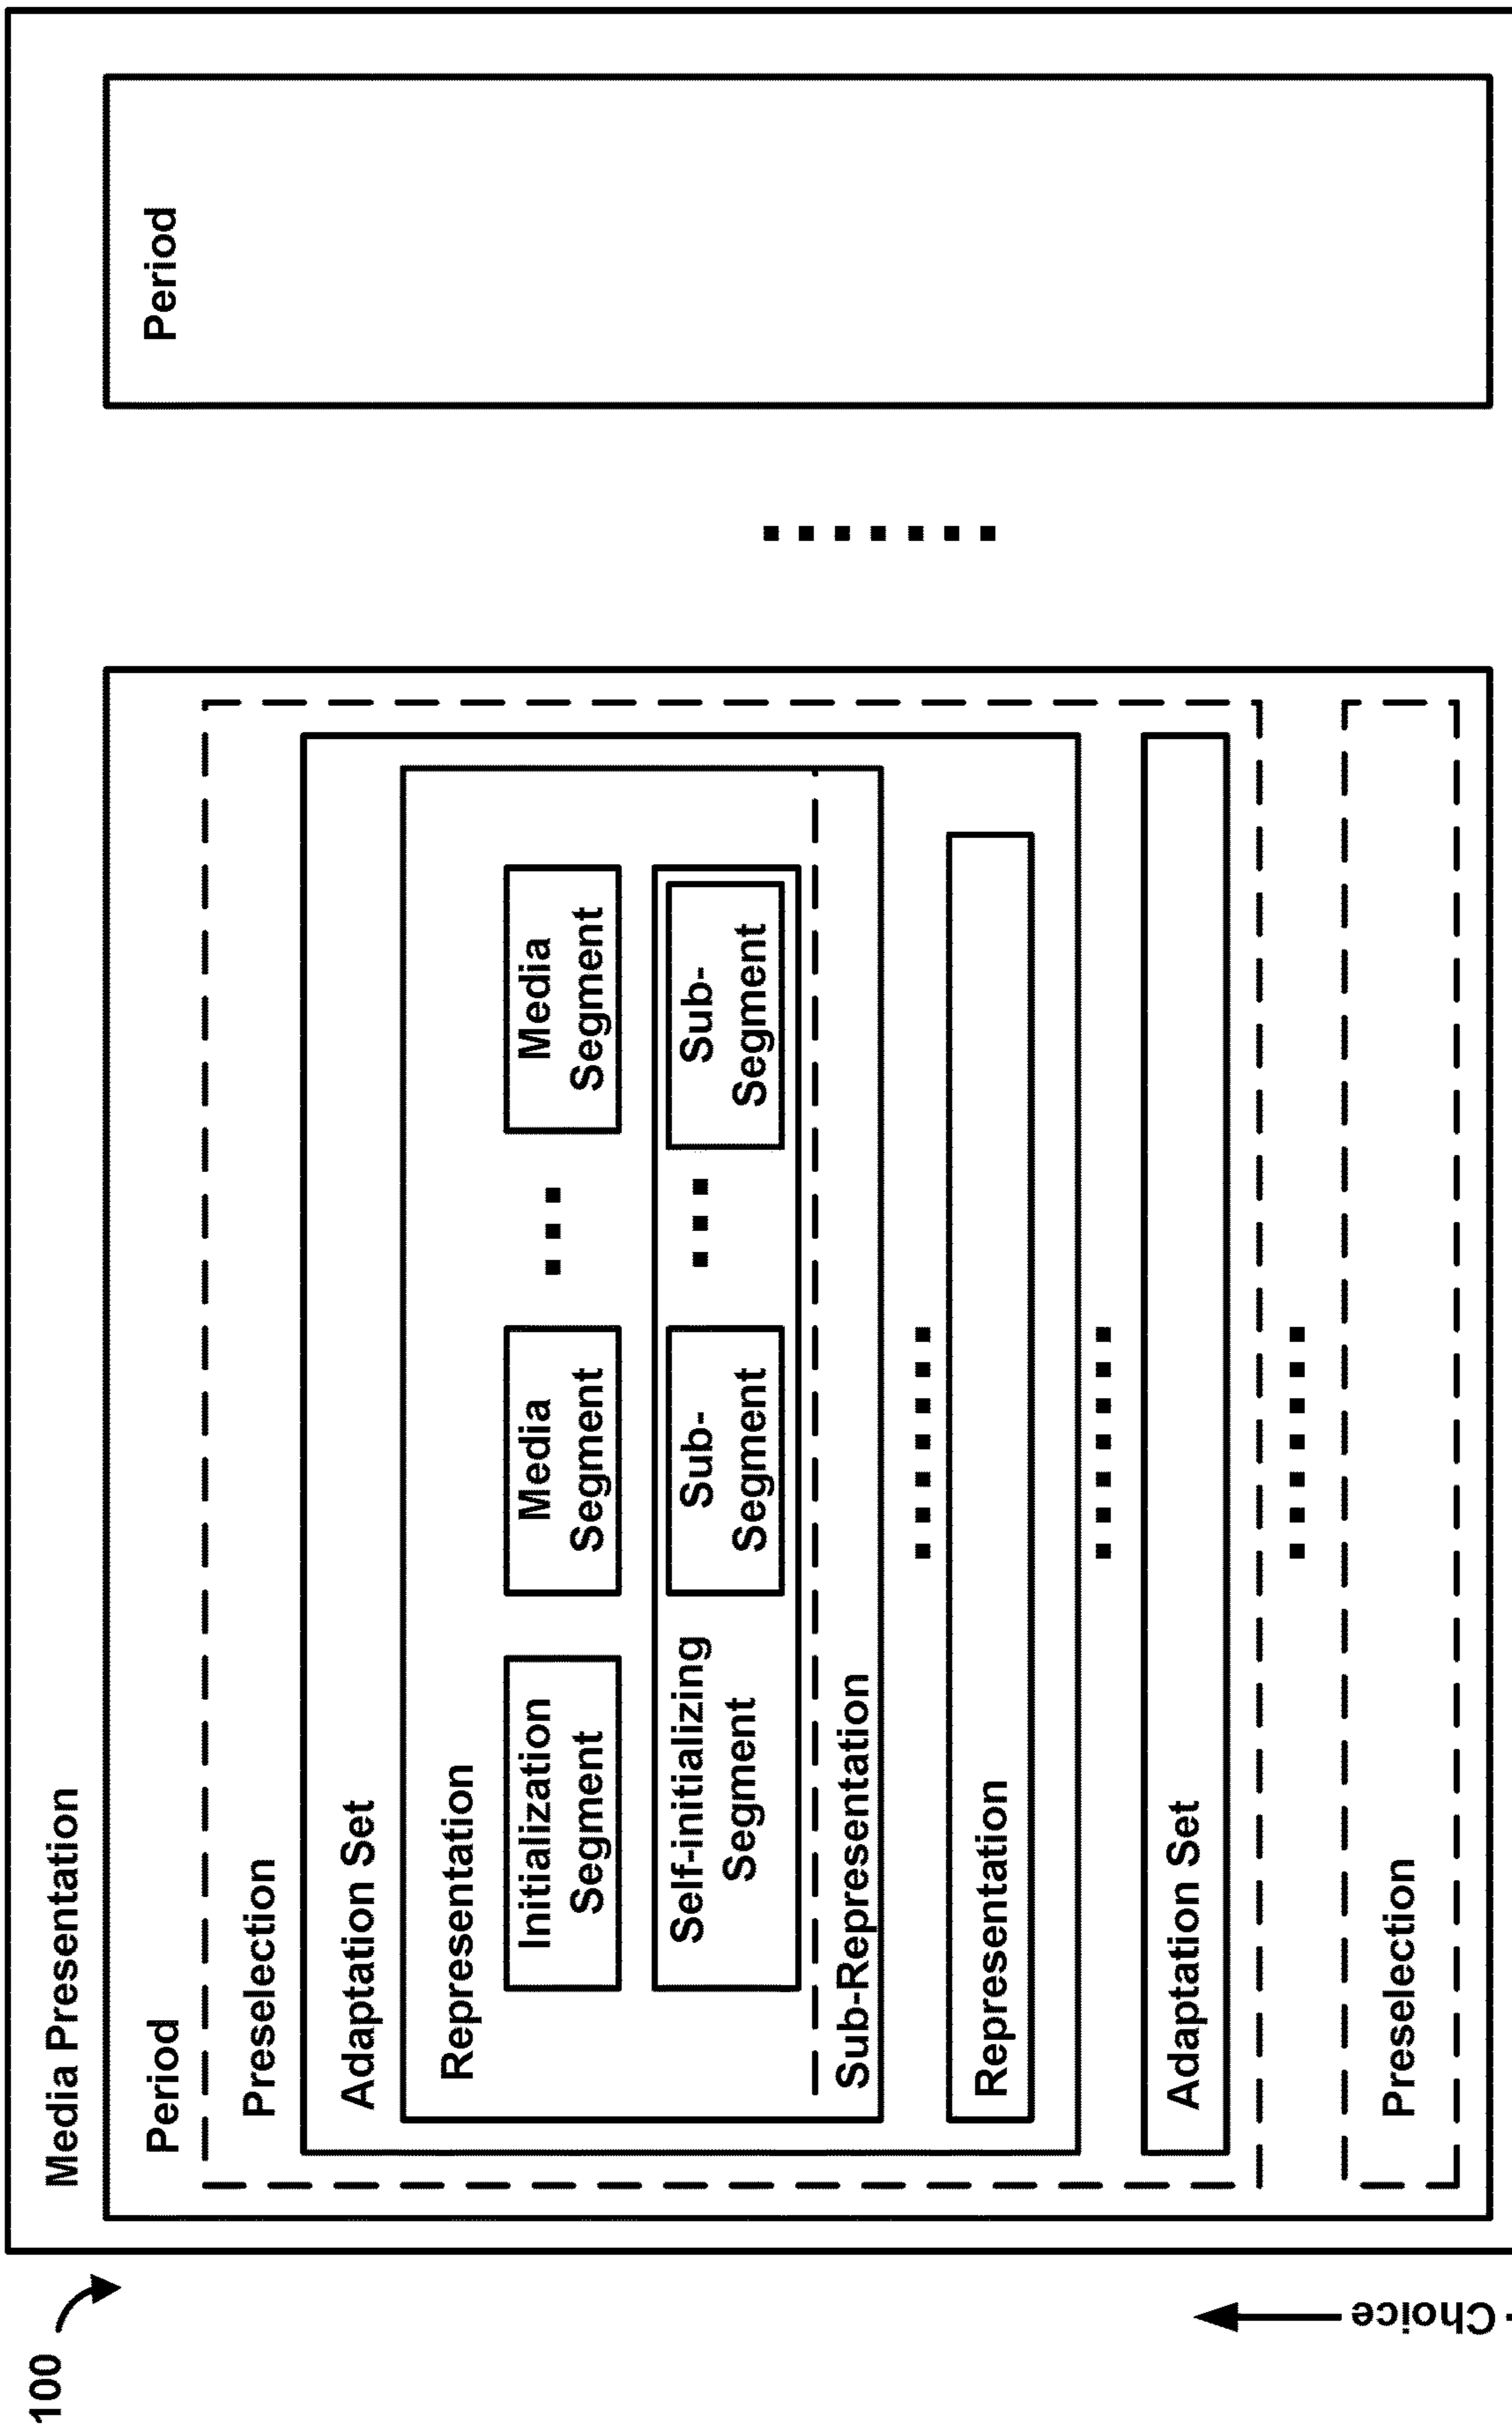 100
Media Presentation
Period
Preselection
Adaptation Set
Representation
Initialization
Segment
Media
Segment
Media
Segment
Self-initializing
Segment
Sub-
Segment
Sub-
Segment
Sub-Representation
Representation
Adaptation Set
Preselection
Period
Choice